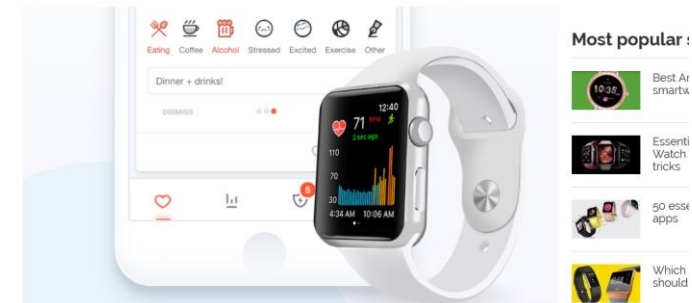 Eating Coffee Alcohol Stressed Excited Exercise Other
Dinner + drinks!
DISMISS
12:40
71 BPM
2 sec ago
110
70
30
4:34 AM 10:06 AM
5
Most popular
10:35
Best
smartw
Essenti
Watch
tricks
50 esse
apps
Which
should